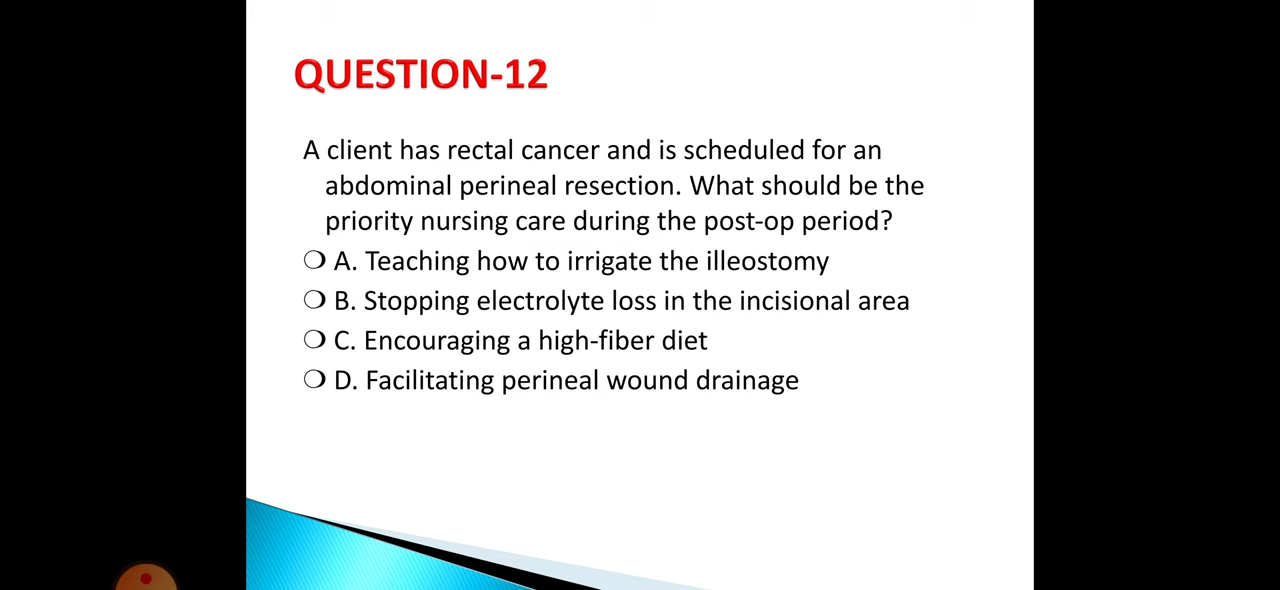 QUESTION-12
A client has rectal cancer and is scheduled for an
abdominal perineal resection. What should be the
priority nursing care during the post-op period?
A. Teaching how to irrigate the illeostomy
B. Stopping electrolyte loss in the incisional area
C. Encouraging a high-fiber diet
D. Facilitating perineal wound drainage